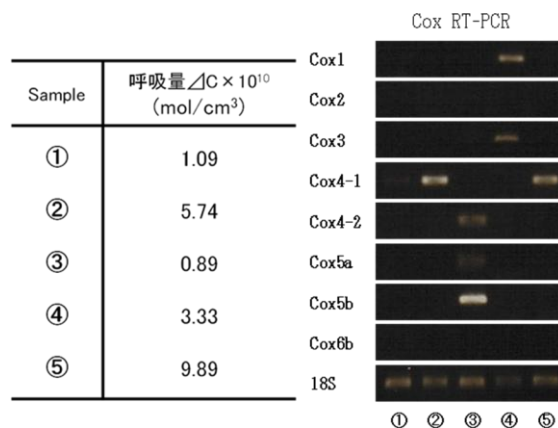 Cox RT-PCR
Sample
呼吸量⊿C×10¹⁰
(mol/cm³)
① 1.09
② 5.74
③ 0.89
④ 3.33
⑤ 9.89
Cox1
Cox2
Cox3
Cox4-1
Cox4-2
Cox5a
Cox5b
Cox6b
18S
① ② ③ ④ ⑤